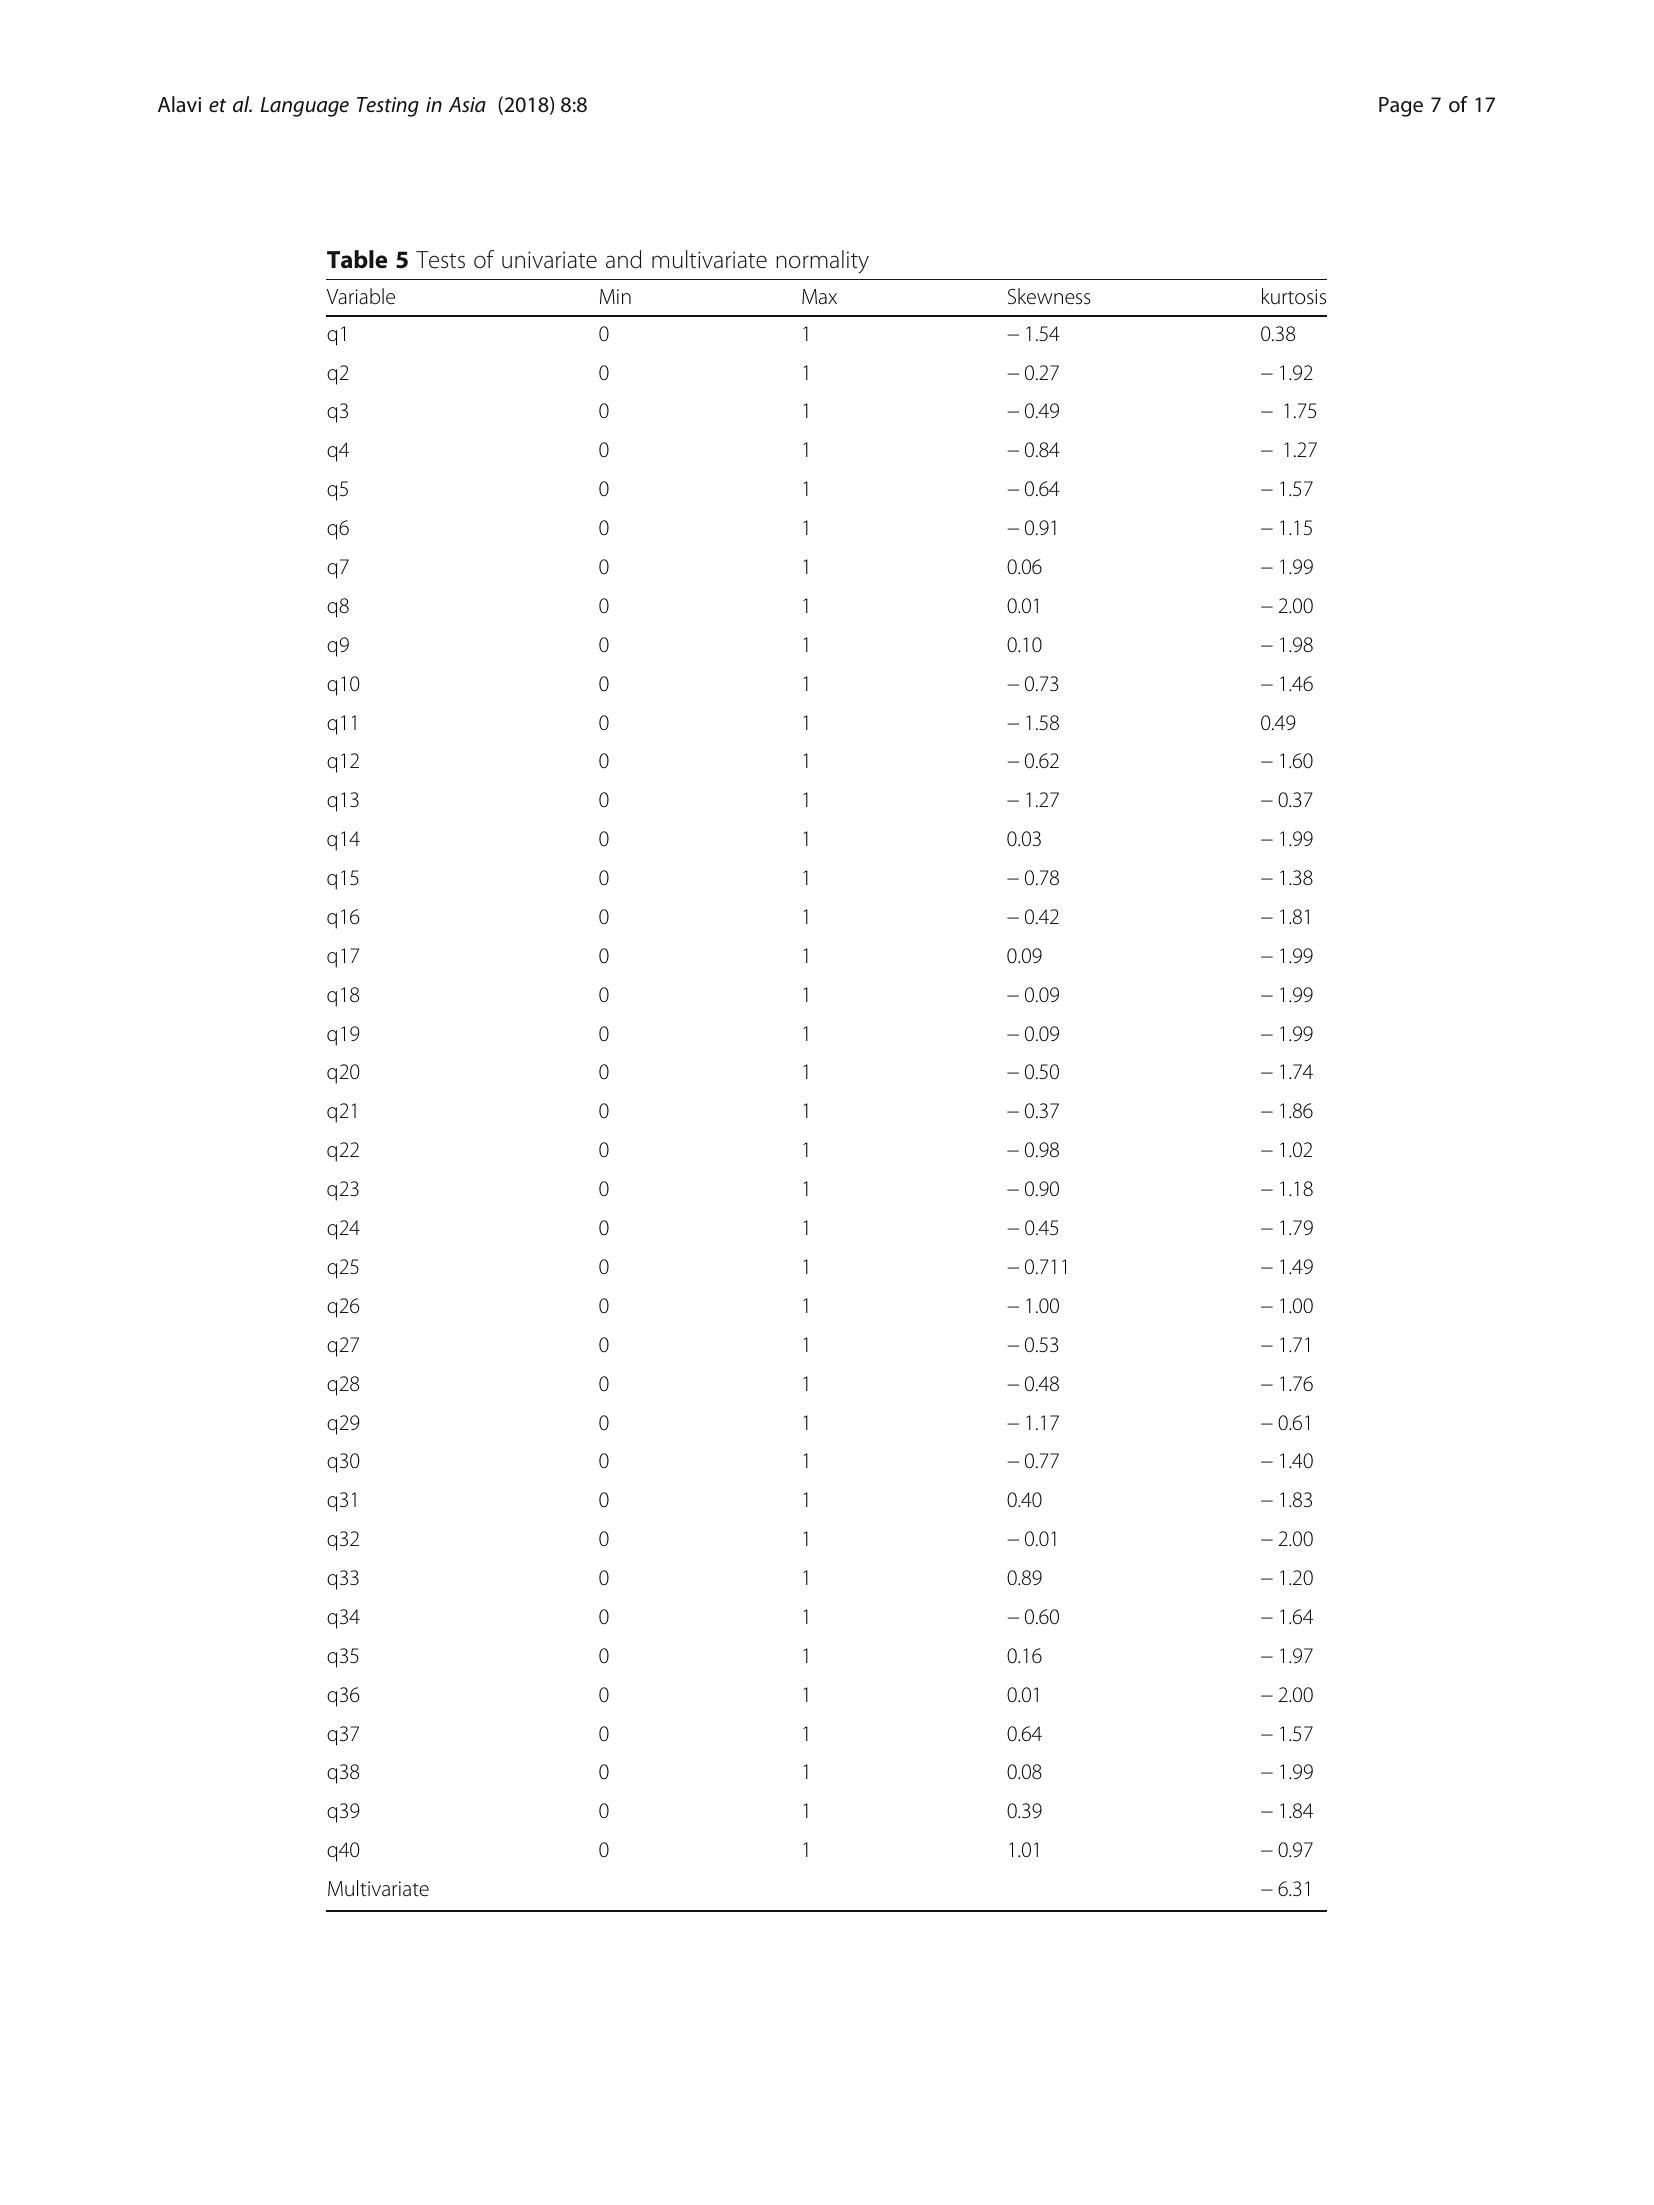 Alavi et al. Language Testing in Asia (2018) 8:8 Page 7 of 17
Table 5 Tests of univariate and multivariate normality
Variable Min Max Skewness kurtosis
q1 0 1 − 1.54 0.38
q2 0 1 − 0.27 − 1.92
q3 0 1 − 0.49 − 1.75
q4 0 1 − 0.84 − 1.27
q5 0 1 − 0.64 − 1.57
q6 0 1 − 0.91 − 1.15
q7 0 1 0.06 − 1.99
q8 0 1 0.01 − 2.00
q9 0 1 0.10 − 1.98
q10 0 1 − 0.73 − 1.46
q11 0 1 − 1.58 0.49
q12 0 1 − 0.62 − 1.60
q13 0 1 − 1.27 − 0.37
q14 0 1 0.03 − 1.99
q15 0 1 − 0.78 − 1.38
q16 0 1 − 0.42 − 1.81
q17 0 1 0.09 − 1.99
q18 0 1 − 0.09 − 1.99
q19 0 1 − 0.09 − 1.99
q20 0 1 − 0.50 − 1.74
q21 0 1 − 0.37 − 1.86
q22 0 1 − 0.98 − 1.02
q23 0 1 − 0.90 − 1.18
q24 0 1 − 0.45 − 1.79
q25 0 1 − 0.711 − 1.49
q26 0 1 − 1.00 − 1.00
q27 0 1 − 0.53 − 1.71
q28 0 1 − 0.48 − 1.76
q29 0 1 − 1.17 − 0.61
q30 0 1 − 0.77 − 1.40
q31 0 1 0.40 − 1.83
q32 0 1 − 0.01 − 2.00
q33 0 1 0.89 − 1.20
q34 0 1 − 0.60 − 1.64
q35 0 1 0.16 − 1.97
q36 0 1 0.01 − 2.00
q37 0 1 0.64 − 1.57
q38 0 1 0.08 − 1.99
q39 0 1 0.39 − 1.84
q40 0 1 1.01 − 0.97
Multivariate − 6.31